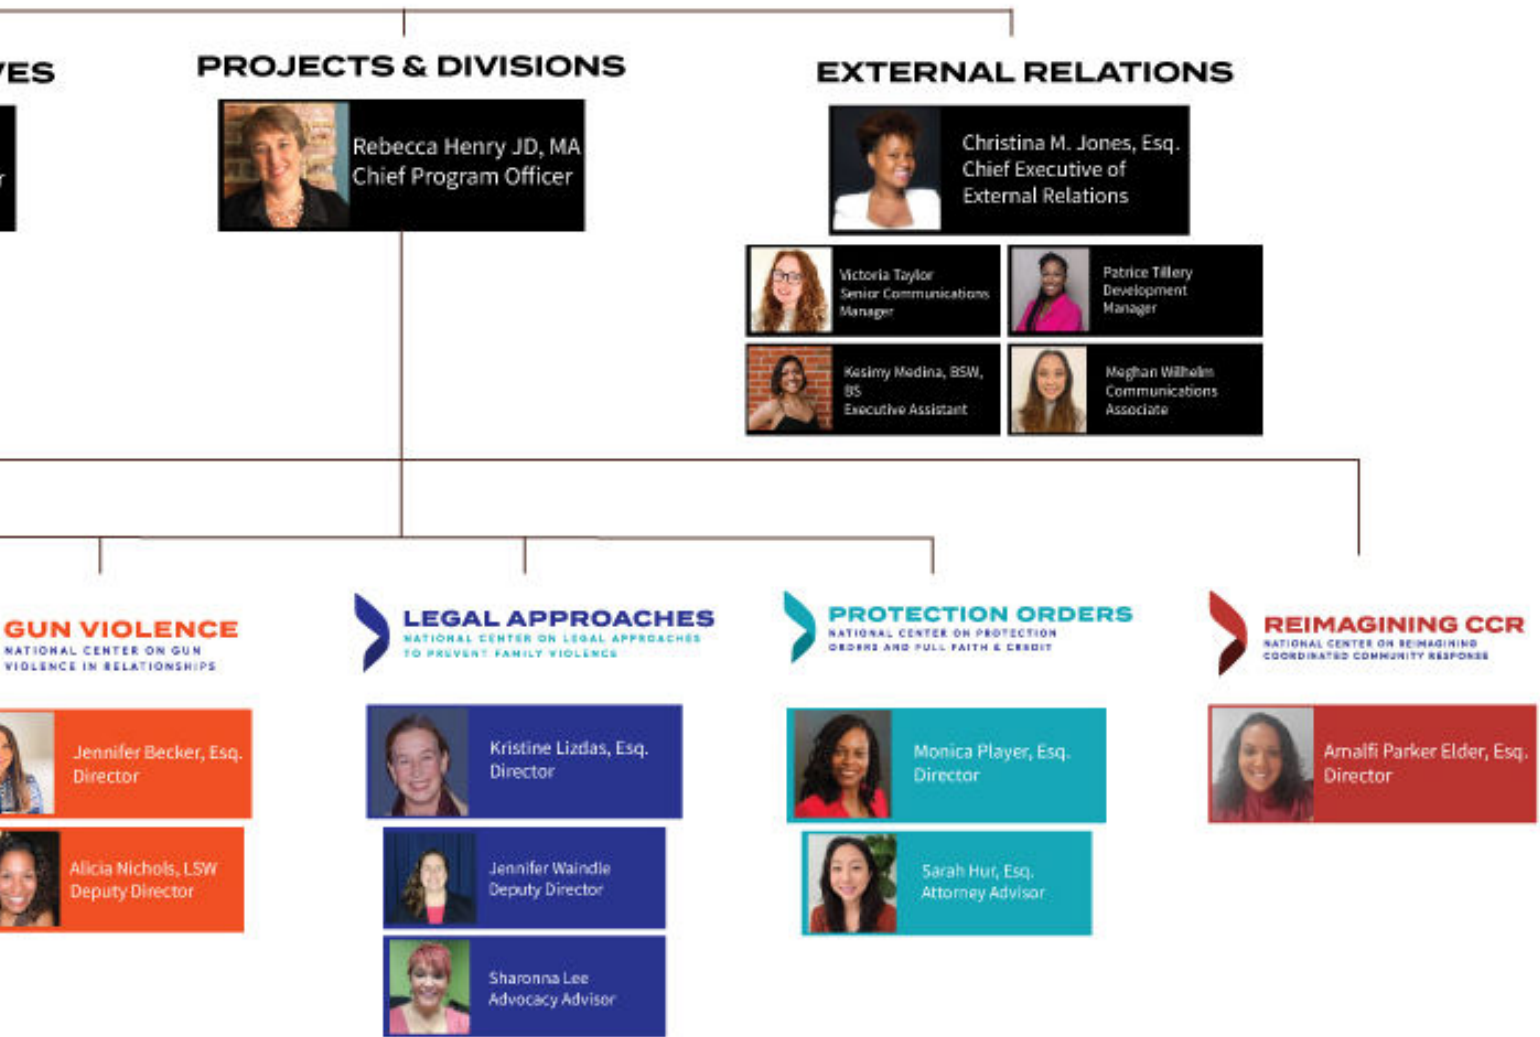 VES
PROJECTS & DIVISIONS
EXTERNAL RELATIONS
r
Rebecca Henry JD, MA
Chief Program Officer
Christina M. Jones, Esq.
Chief Executive of
External Relations
Victoria Taylor
Senior Communications
Manager
Patrice Tillery
Development
Manager
Kesimy Medina, BSW,
BS
Executive Assistant
Meghan Wilhelm
Communications
Associate
GUN VIOLENCE
NATIONAL CENTER ON GUN
VIOLENCE IN RELATIONSHIPS
Jennifer Becker, Esq.
Director
Alicia Nichols, LSW
Deputy Director
LEGAL APPROACHES
NATIONAL CENTER ON LEGAL APPROACHES
TO PREVENT FAMILY VIOLENCE
Kristine Lizdas, Esq.
Director
Jennifer Waindle
Deputy Director
Sharonna Lee
Advocacy Advisor
PROTECTION ORDERS
NATIONAL CENTER ON PROTECTION
ORDERS AND FULL FAITH & CREDIT
Monica Player, Esq.
Director
Sarah Hur, Esq.
Attorney Advisor
REIMAGINING CCR
NATIONAL CENTER ON REIMAGINING
COORDINATED COMMUNITY RESPONSE
Amalfi Parker Elder, Esq.
Director